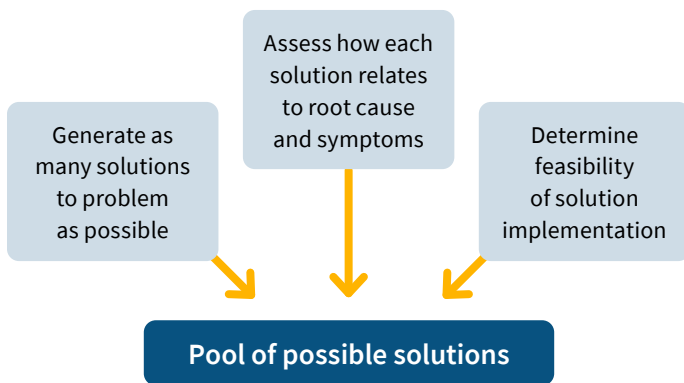 Generate as
many solutions
to problem
as possible
Assess how each
solution relates
to root cause
and symptoms
Determine
feasibility
of solution
implementation
Pool of possible solutions